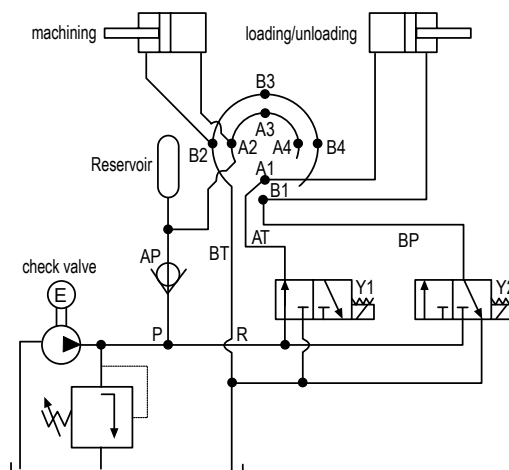 machining
loading/unloading
B3
A3
B2
A2
A4
B4
Reservoir
A1
B1
AP
BT
AT
BP
check valve
E
Y1
Y2
P
R